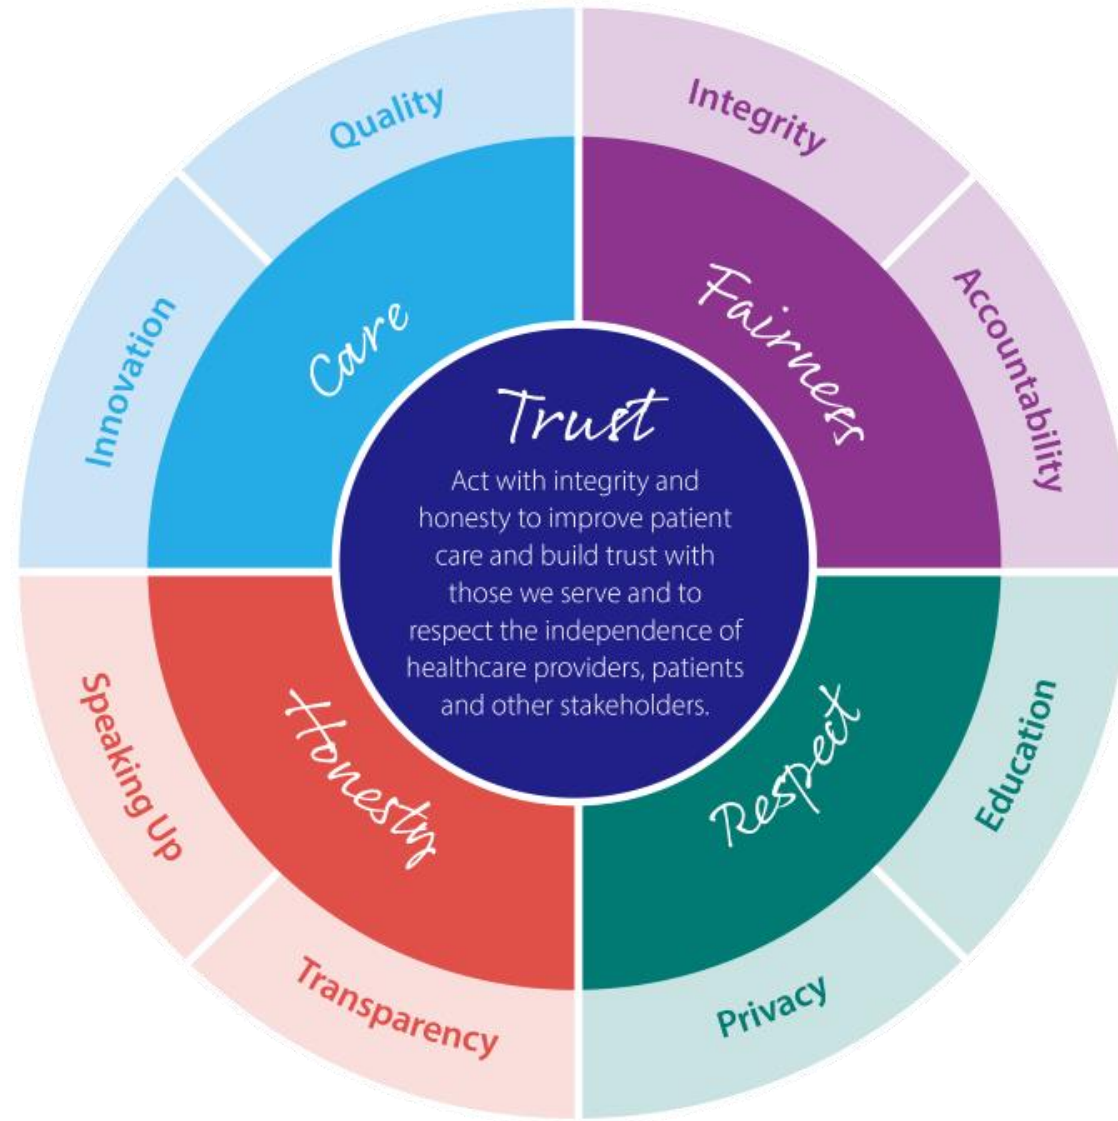 Quality
Integrity
Innovation
Accountability
Care
Fairness
Trust
Act with integrity and
honesty to improve patient
care and build trust with
those we serve and to
respect the independence of
healthcare providers, patients
and other stakeholders.
Honesty
Respect
Speaking Up
Education
Transparency
Privacy